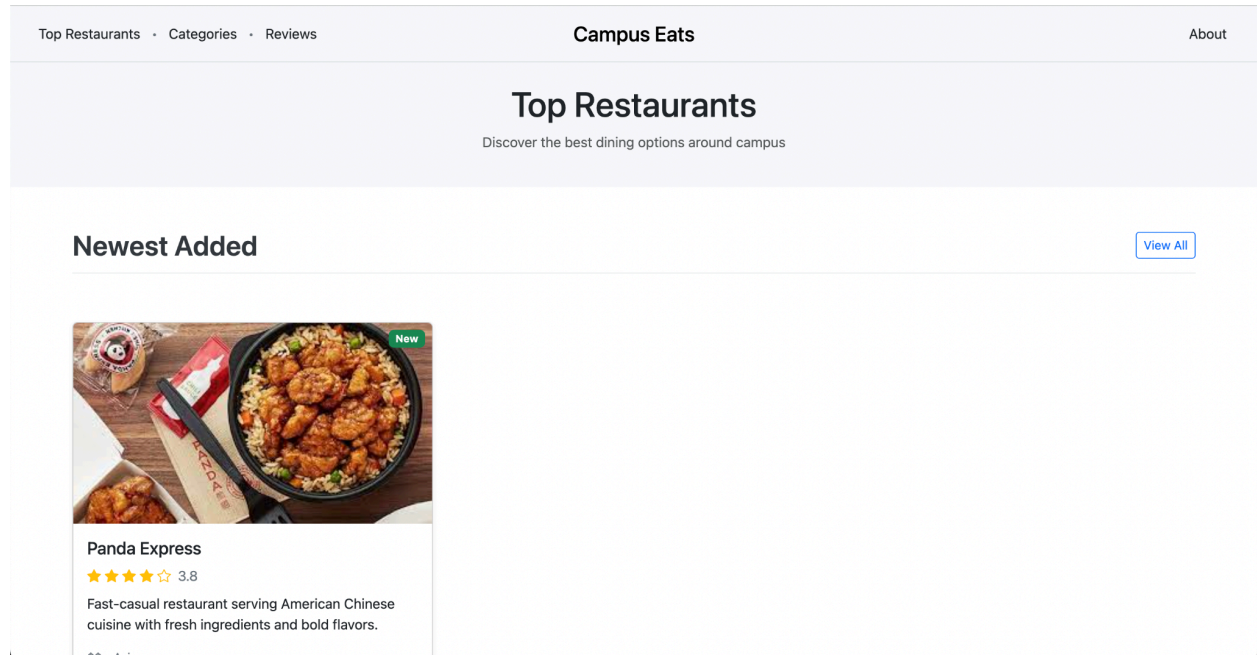 Top Restaurants • Categories • Reviews
Campus Eats
About
Top Restaurants
Discover the best dining options around campus
Newest Added
View All
New
PANDA
Panda Express
3.8
Fast-casual restaurant serving American Chinese
cuisine with fresh ingredients and bold flavors.